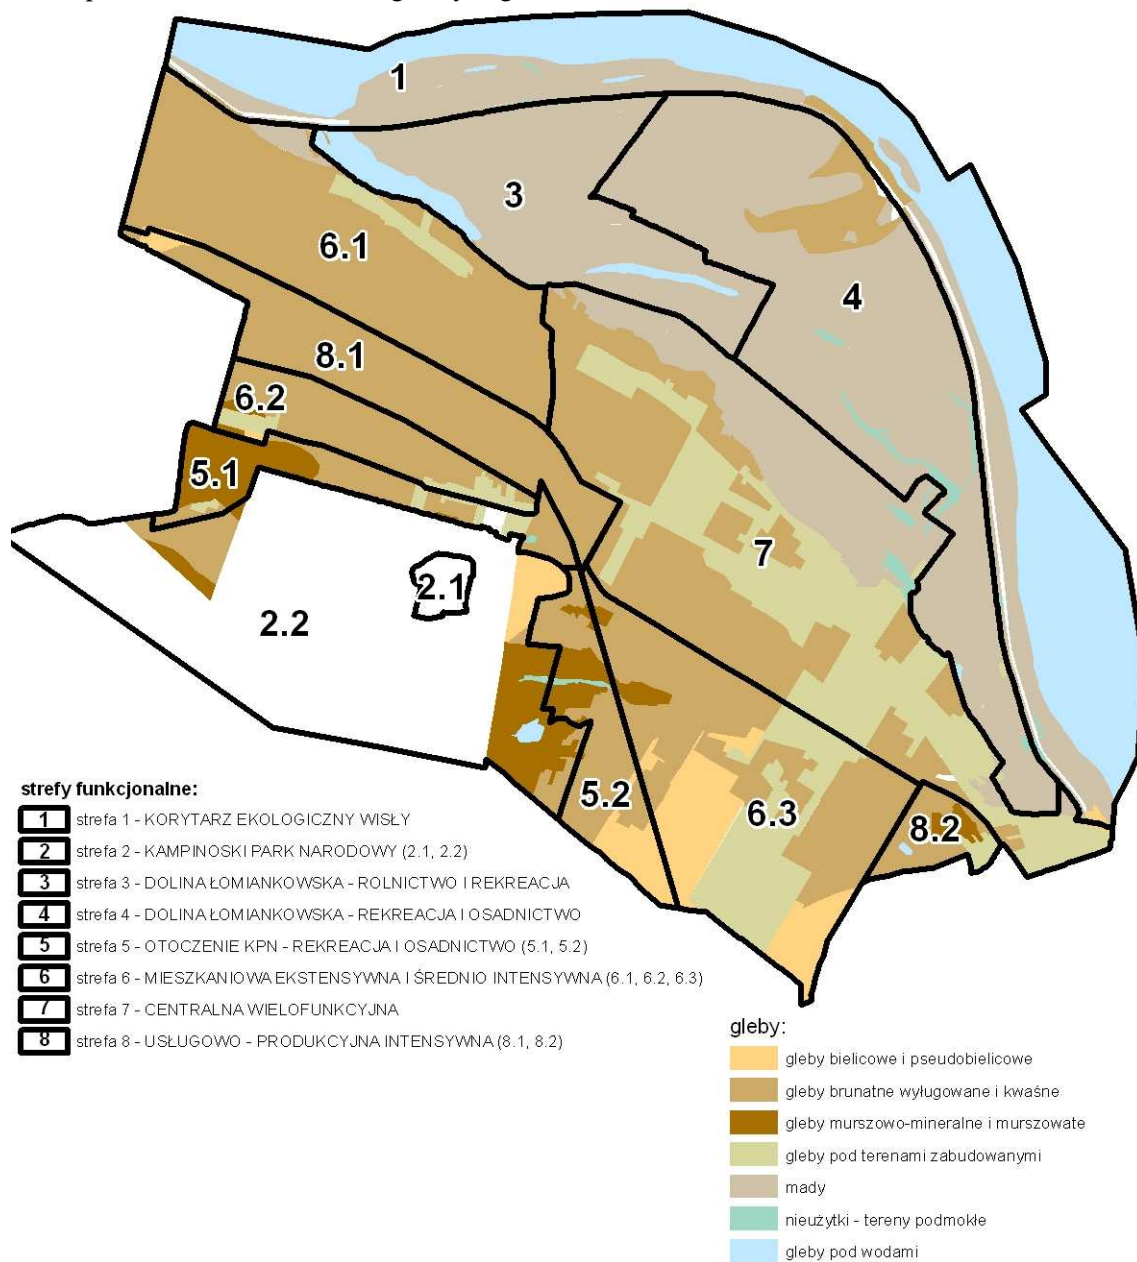 1
3
6.1
4
8.1
6.2
5.1
7
2.1
2.2
5.2
6.3
8.2
strefy funkcjonalne:
1 strefa 1 - KORYTARZ EKOLOGICZNY WISŁY
2 strefa 2 - KAMPINOSKI PARK NARODOWY (2.1, 2.2)
3 strefa 3 - DOLINA ŁOMIANKOWSKA - ROLNICTWO I REKREACJA
4 strefa 4 - DOLINA ŁOMIANKOWSKA - REKREACJA I OSADNICTWO
5 strefa 5 - OTOCZENIE KPN - REKREACJA I OSADNICTWO (5.1, 5.2)
6 strefa 6 - MIESZKANIOWA EKSTENSYWNA I ŚREDNIO INTENSYWNA (6.1, 6.2, 6.3)
7 strefa 7 - CENTRALNA WIELOFUNKCYJNA
8 strefa 8 - USŁUGOWO - PRODUKCYJNA INTENSYWNA (8.1, 8.2)
gleby:
gleby bielicowe i pseudobielicowe
gleby brunatne wyługowane i kwaśne
gleby murszowo-mineralne i murszowate
gleby pod terenami zabudowanymi
mady
nieużytki - tereny podmokłe
gleby pod wodami